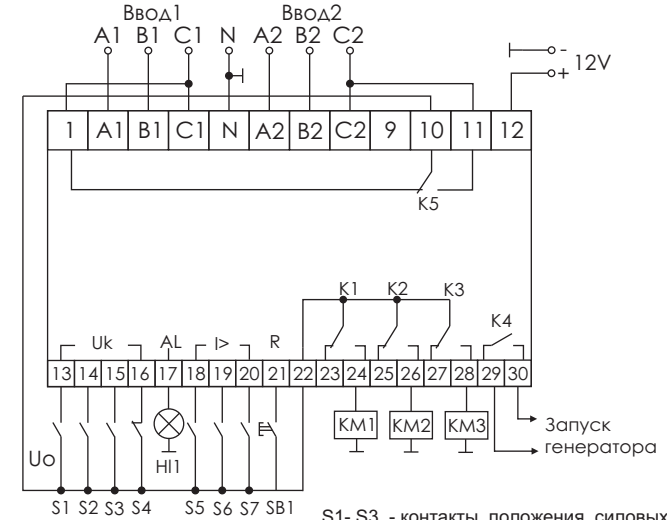 Ввод1 Ввод2
A1 B1 C1 N A2 B2 C2
-
+ 12V
1 A1 B1 C1 N A2 B2 C2 9 10 11 12
K5
K1 K2 K3
K4
Uk AL I> R
13 14 15 16 17 18 19 20 21 22 23 24 25 26 27 28 29 30
KM1 KM2 KM3
Запуск
генератора
Uo
Hl1
S1 S2 S3 S4 S5 S6 S7 SB1
S1- S3 - контакты положения силовых